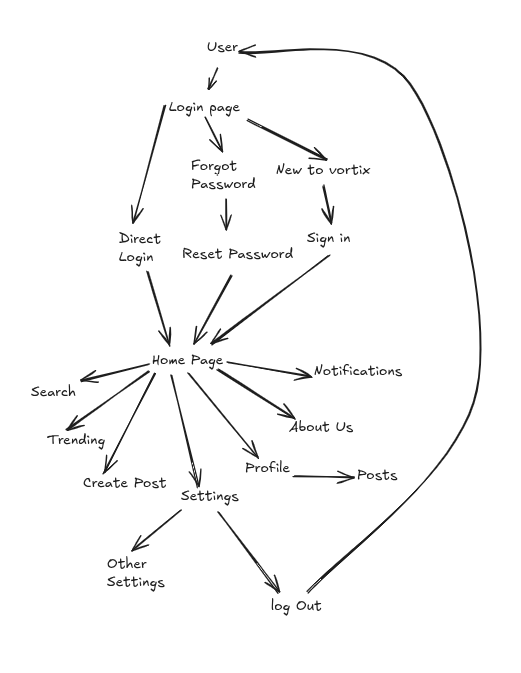 User
Login page
Forgot
Password
New to vortix
Direct
Login
Reset Password
Sign in
Home Page
Notifications
Search
About Us
Trending
Profile
Posts
Create Post
Settings
Other
Settings
log Out